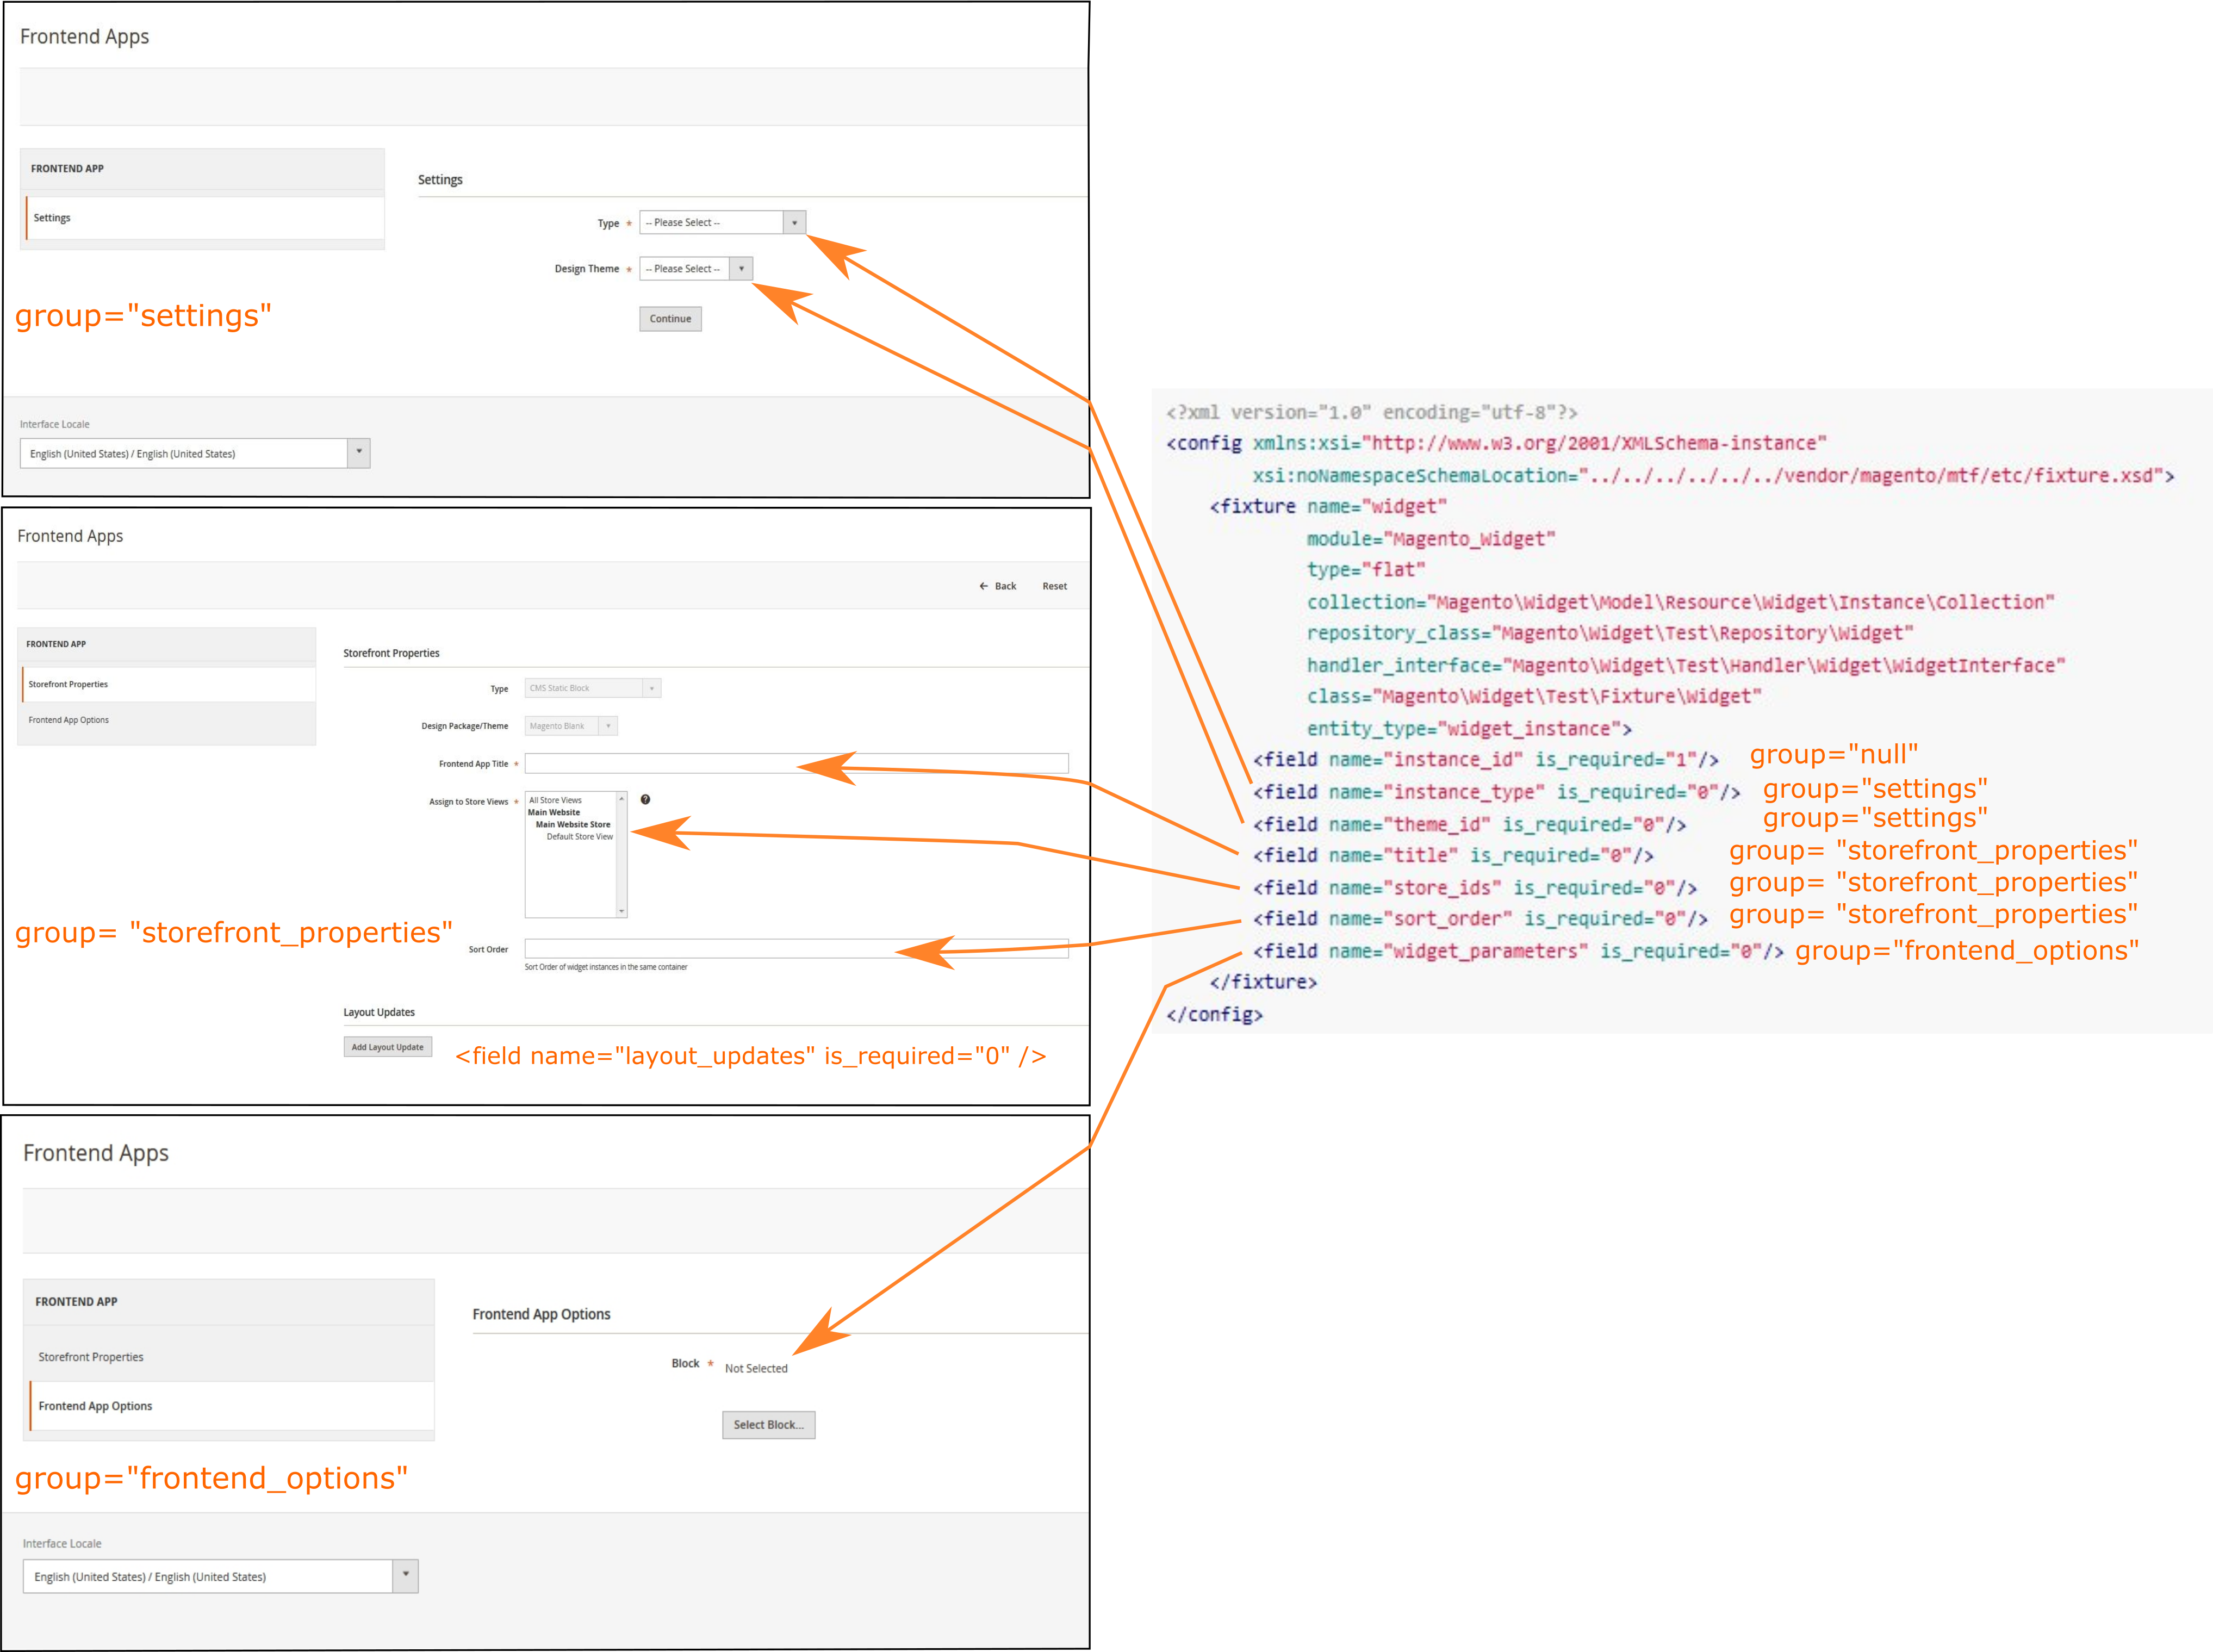 Frontend Apps
FRONTEND APP
Settings
Settings
Type * -- Please Select --
Design Theme * -- Please Select --
Continue
group="settings"
Interface Locale
English (United States) / English (United States)
Frontend Apps
← Back Reset
FRONTEND APP
Storefront Properties
Frontend App Options
Storefront Properties
Type CMS Static Block
Design Package/Theme Magento Blank
Frontend App Title *
Assign to Store Views * All Store Views ?
Main Website
Main Website Store
Default Store View
group= "storefront_properties"
Sort Order
Sort Order of widget instances in the same container
Layout Updates
Add Layout Update
<field name="layout_updates" is_required="0" />
Frontend Apps
FRONTEND APP
Storefront Properties
Frontend App Options
Frontend App Options
Block * Not Selected
Select Block...
group="frontend_options"
Interface Locale
English (United States) / English (United States)
<?xml version="1.0" encoding="utf-8"?>
<config xmlns:xsi="http://www.w3.org/2001/XMLSchema-instance"
xsi:noNamespaceSchemaLocation="../../../../../../vendor/magento/mtf/etc/fixture.xsd">
<fixture name="widget"
module="Magento_Widget"
type="flat"
collection="Magento\Widget\Model\Resource\Widget\Instance\Collection"
repository_class="Magento\Widget\Test\Repository\Widget"
handler_interface="Magento\Widget\Test\Handler\Widget\WidgetInterface"
class="Magento\Widget\Test\Fixture\Widget"
entity_type="widget_instance">
<field name="instance_id" is_required="1"/> group="null"
<field name="instance_type" is_required="0"/> group="settings"
<field name="theme_id" is_required="0"/> group="settings"
<field name="title" is_required="0"/> group= "storefront_properties"
<field name="store_ids" is_required="0"/> group= "storefront_properties"
<field name="sort_order" is_required="0"/> group= "storefront_properties"
<field name="widget_parameters" is_required="0"/> group="frontend_options"
</fixture>
</config>